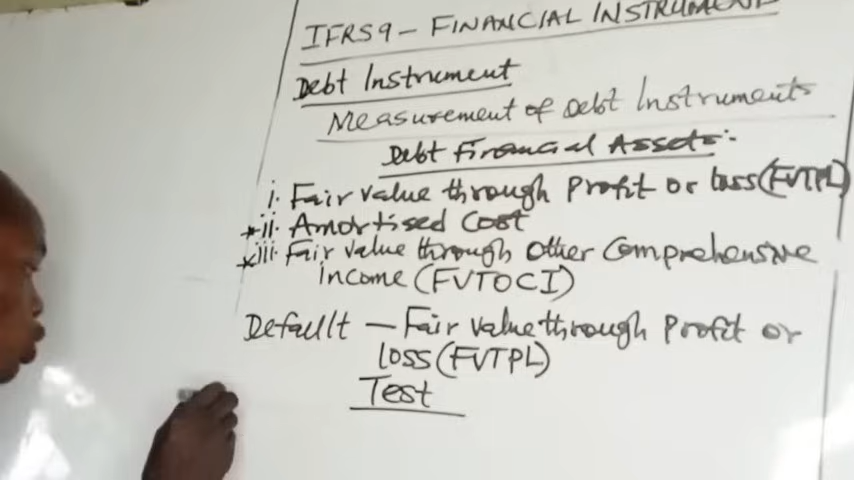 IFRS9 - FINANCIAL INSTRUMENT
Debt Instrument
Measurement of Debt Instruments
Debt Financial Assets:-
i. Fair value through Profit or loss (FVTPL)
*ii. Amortised Cost
*iii. Fair value through other Comprehensive
income (FVTOCI)
Default - Fair value through Profit or
loss (FVTPL)
Test